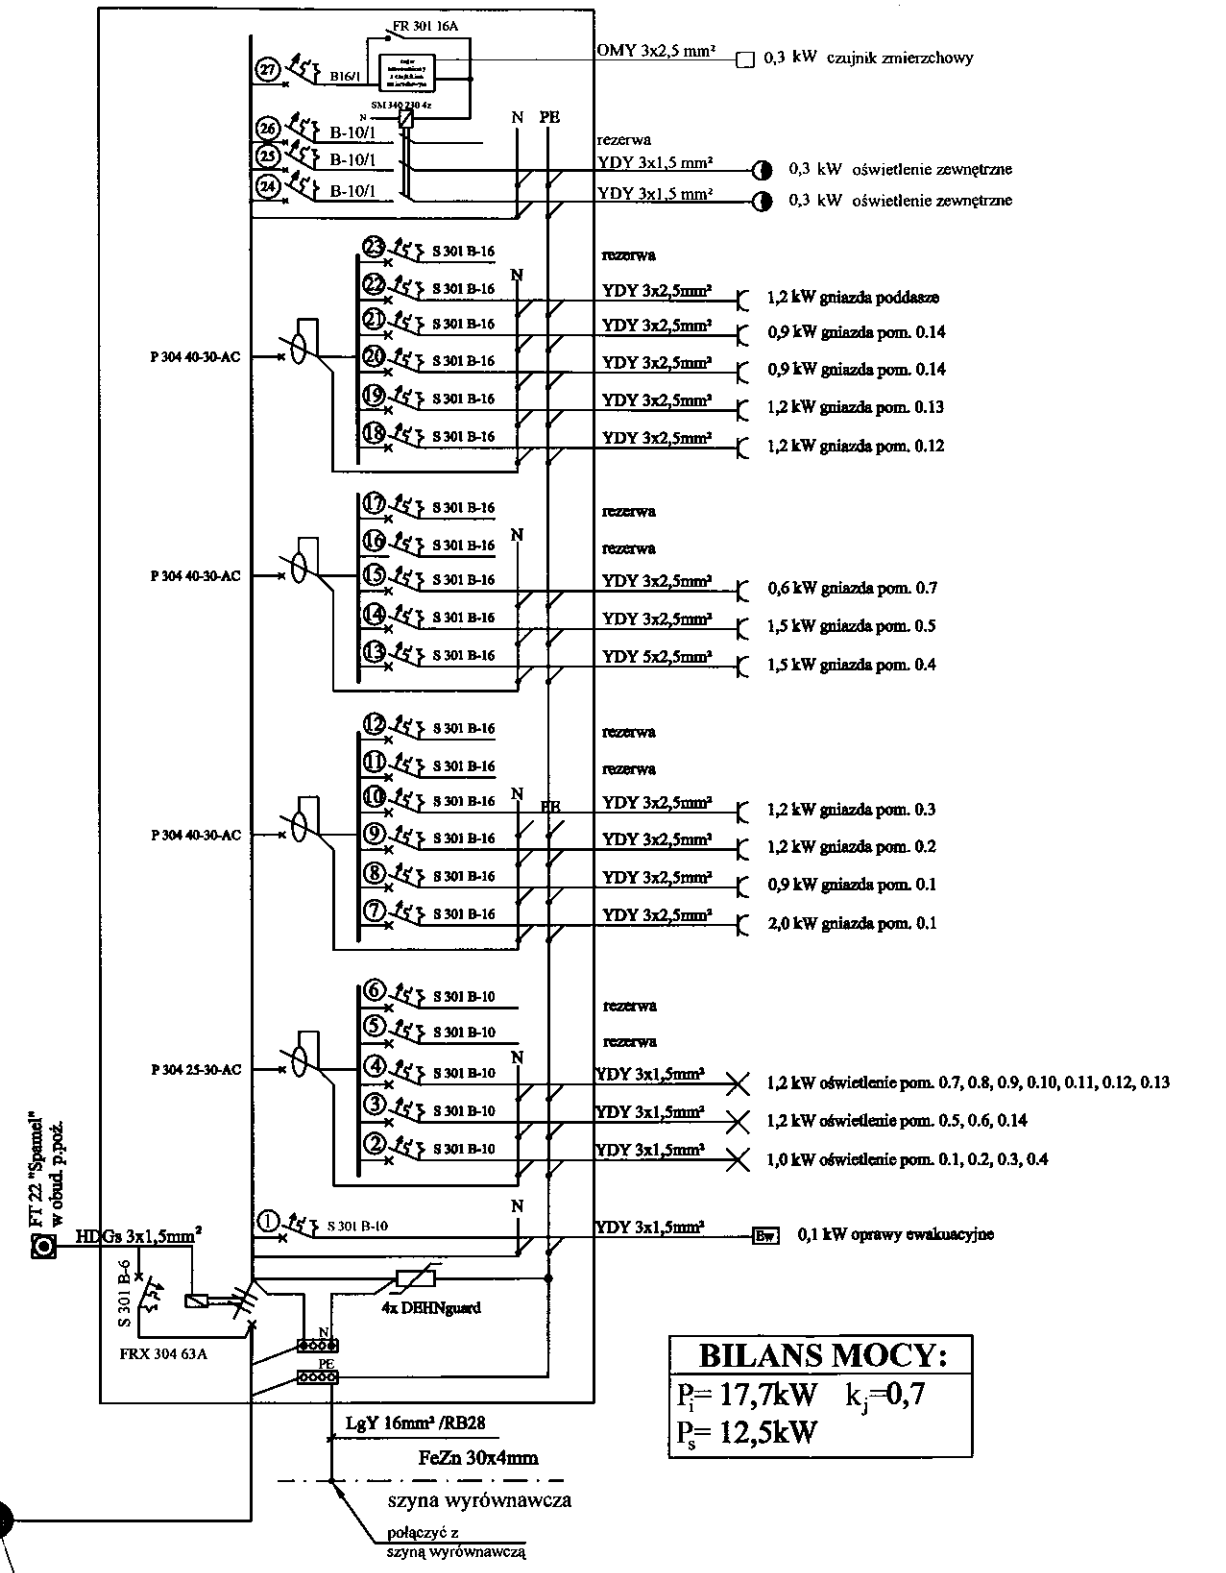 FR 301 16A
OMY 3x2,5 mm²
0,3 kW czujnik zmierzchowy
27
B16/1
SM 340 230 4z
N
N
PE
26
B-10/1
rezerwa
25
B-10/1
YDY 3x1,5 mm²
0,3 kW oświetlenie zewnętrzne
24
B-10/1
YDY 3x1,5 mm²
0,3 kW oświetlenie zewnętrzne
23
S 301 B-16
rezerwa
N
22
S 301 B-16
YDY 3x2,5mm²
1,2 kW gniazda poddasze
21
S 301 B-16
YDY 3x2,5mm²
0,9 kW gniazda pom. 0.14
P 304 40-30-AC
20
S 301 B-16
YDY 3x2,5mm²
0,9 kW gniazda pom. 0.14
19
S 301 B-16
YDY 3x2,5mm²
1,2 kW gniazda pom. 0.13
18
S 301 B-16
YDY 3x2,5mm²
1,2 kW gniazda pom. 0.12
17
S 301 B-16
rezerwa
N
16
S 301 B-16
rezerwa
P 304 40-30-AC
15
S 301 B-16
YDY 3x2,5mm²
0,6 kW gniazda pom. 0.7
14
S 301 B-16
YDY 3x2,5mm²
1,5 kW gniazda pom. 0.5
13
S 301 B-16
YDY 5x2,5mm²
1,5 kW gniazda pom. 0.4
12
S 301 B-16
rezerwa
11
S 301 B-16
rezerwa
N
PE
10
S 301 B-16
YDY 3x2,5mm²
1,2 kW gniazda pom. 0.3
P 304 40-30-AC
9
S 301 B-16
YDY 3x2,5mm²
1,2 kW gniazda pom. 0.2
8
S 301 B-16
YDY 3x2,5mm²
0,9 kW gniazda pom. 0.1
7
S 301 B-16
YDY 3x2,5mm²
2,0 kW gniazda pom. 0.1
6
S 301 B-10
rezerwa
5
S 301 B-10
rezerwa
N
P 304 25-30-AC
4
S 301 B-10
YDY 3x1,5mm²
1,2 kW oświetlenie pom. 0.7, 0.8, 0.9, 0.10, 0.11, 0.12, 0.13
3
S 301 B-10
YDY 3x1,5mm²
1,2 kW oświetlenie pom. 0.5, 0.6, 0.14
2
S 301 B-10
YDY 3x1,5mm²
1,0 kW oświetlenie pom. 0.1, 0.2, 0.3, 0.4
FT 22 "Spamel"
w obud. p.poż.
N
1
S 301 B-10
YDY 3x1,5mm²
Ew
0,1 kW oprawy ewakuacyjne
HDGs 3x1,5mm²
S 301 B-6
4x DEHNguard
FRX 304 63A
N
PE
BILANS MOCY:
Pi= 17,7kW kj=0,7
Ps= 12,5kW
LgY 16mm² /RB28
FeZn 30x4mm
szyna wyrównawcza
połączyć z
szyną wyrównawczą